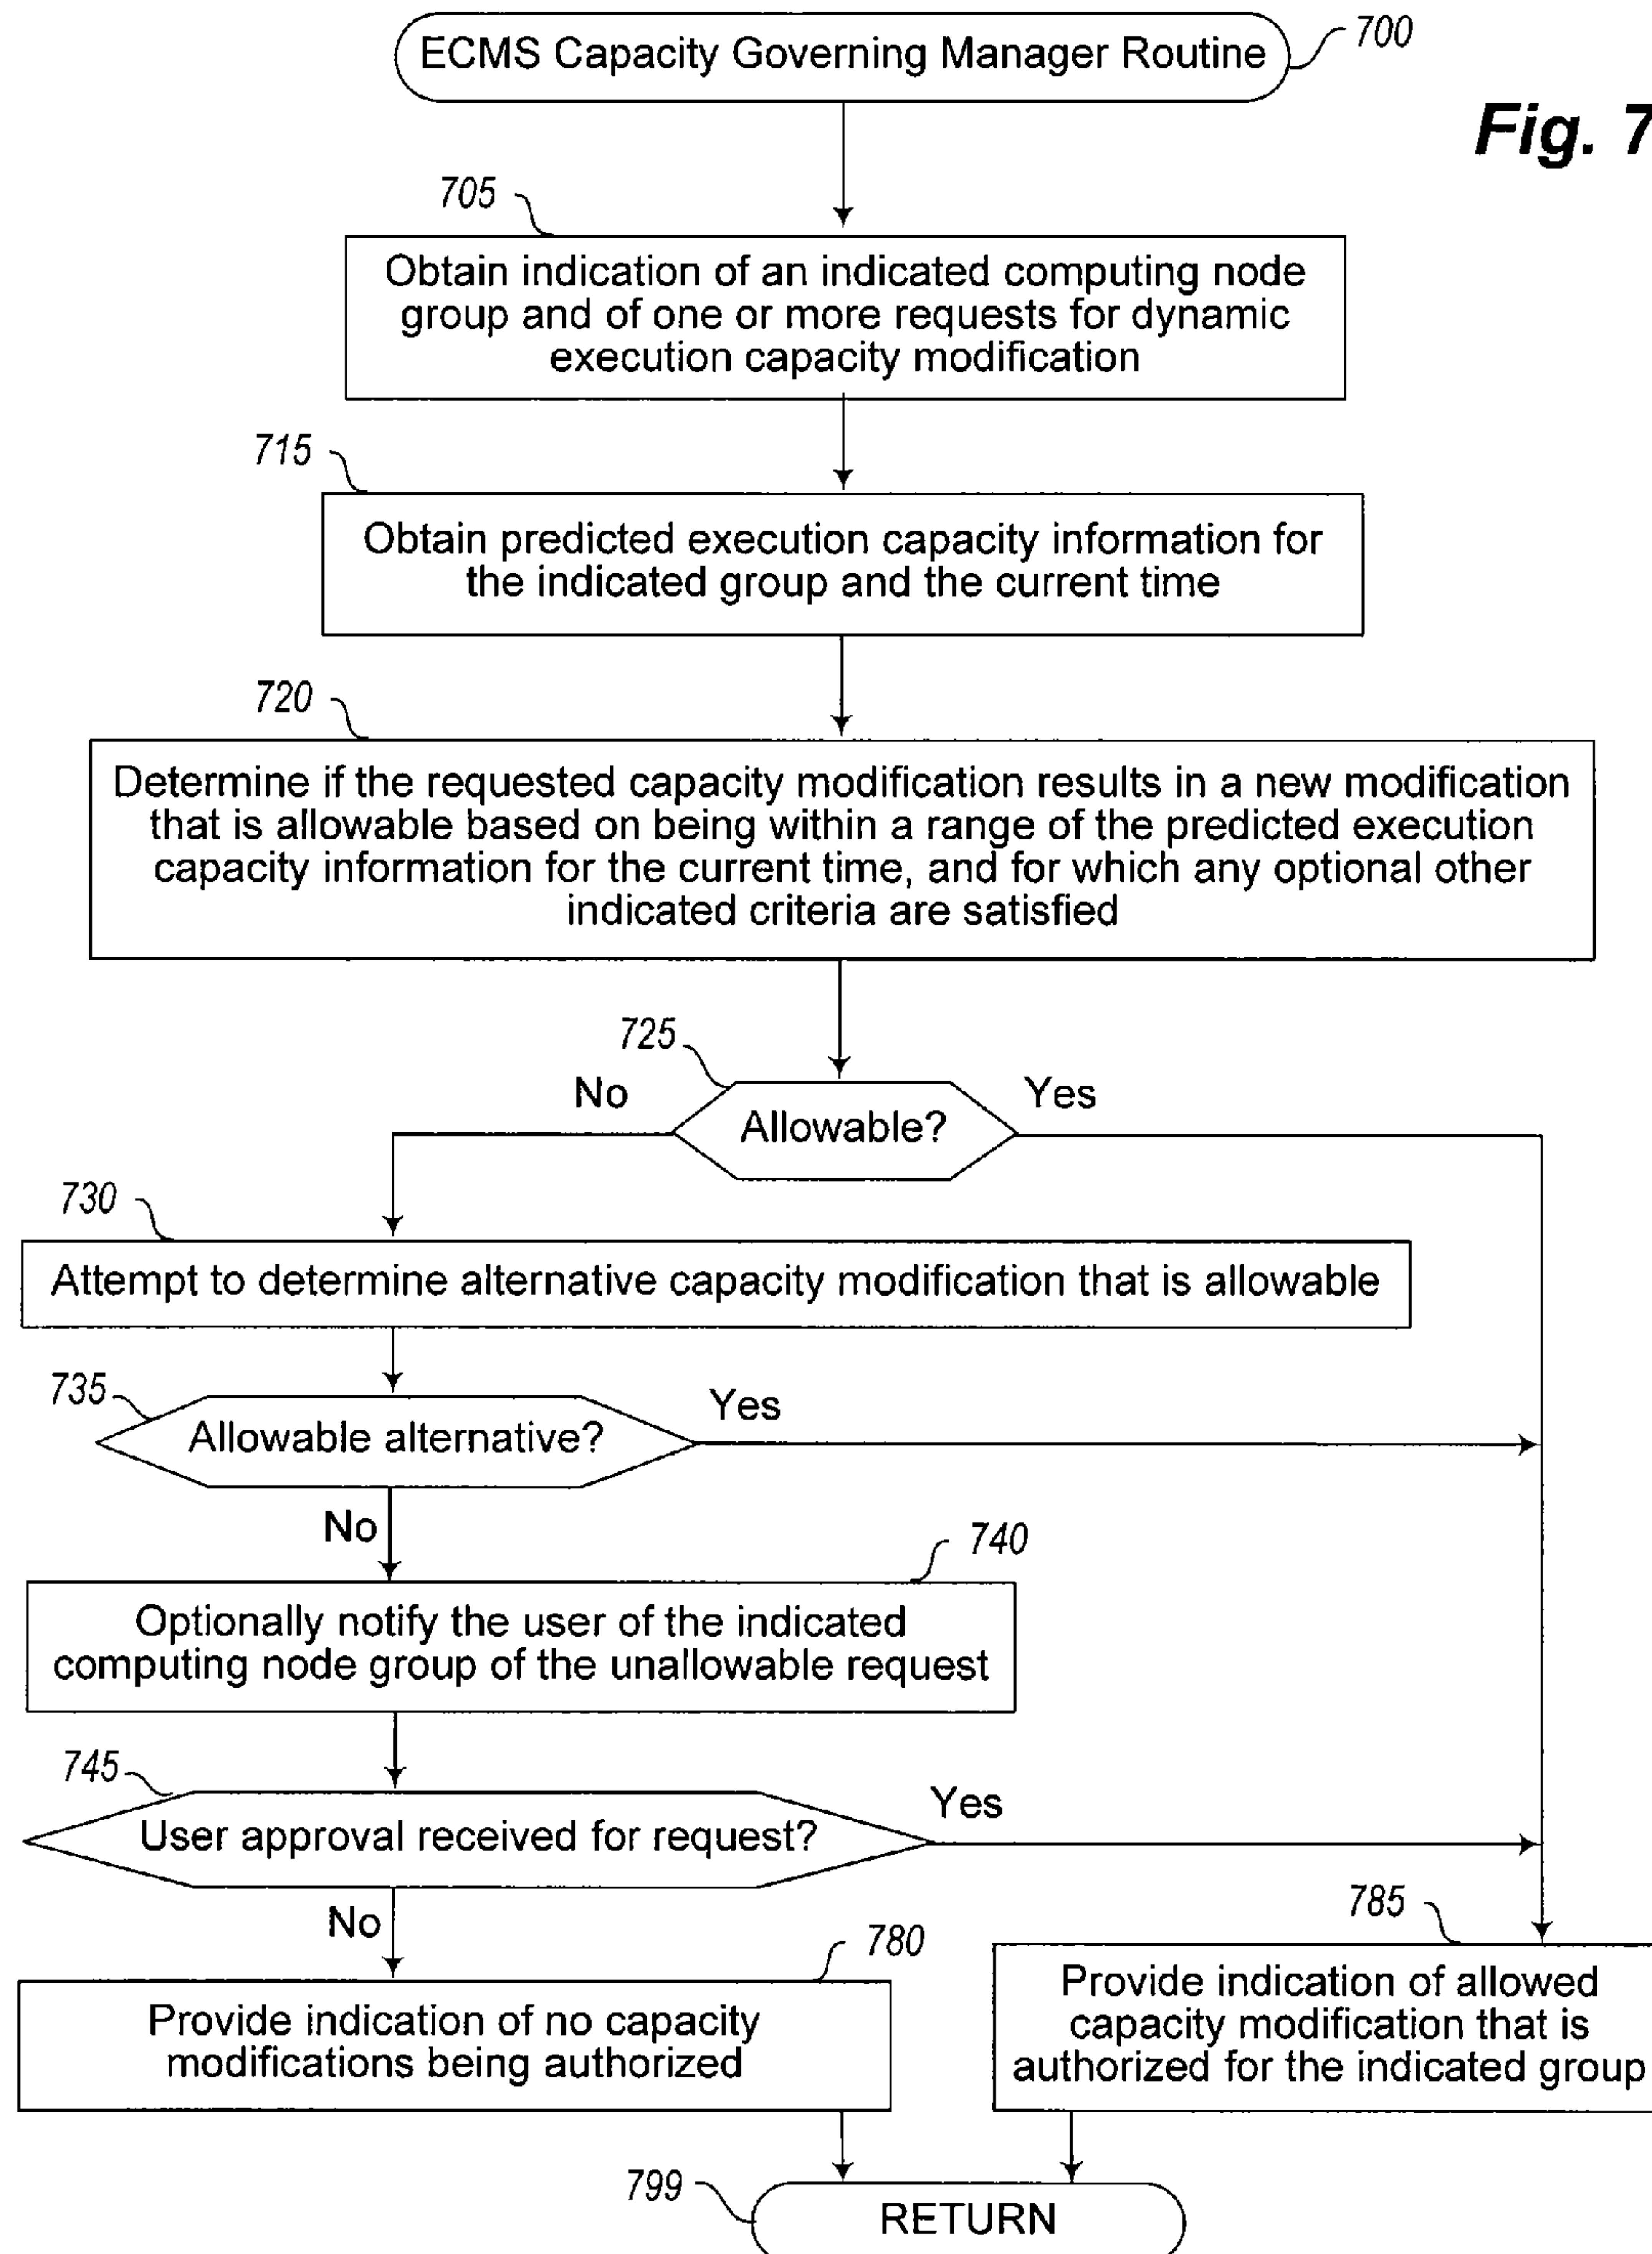 ECMS Capacity Governing Manager Routine
700
Fig. 7
705
Obtain indication of an indicated computing node
group and of one or more requests for dynamic
execution capacity modification
715
Obtain predicted execution capacity information for
the indicated group and the current time
720
Determine if the requested capacity modification results in a new modification
that is allowable based on being within a range of the predicted execution
capacity information for the current time, and for which any optional other
indicated criteria are satisfied
725
No
Allowable?
Yes
730
Attempt to determine alternative capacity modification that is allowable
735
Allowable alternative?
Yes
No
740
Optionally notify the user of the indicated
computing node group of the unallowable request
745
User approval received for request?
Yes
No
780
Provide indication of no capacity
modifications being authorized
785
Provide indication of allowed
capacity modification that is
authorized for the indicated group
799
RETURN